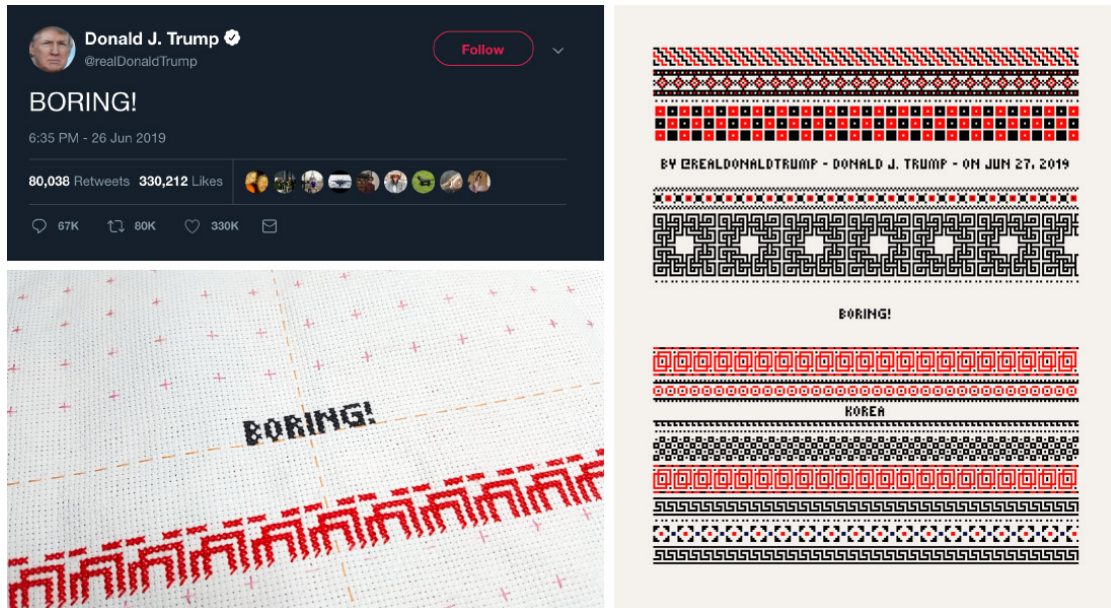 Donald J. Trump
@realDonaldTrump
Follow
BORING!
6:35 PM - 26 Jun 2019
80,038 Retweets 330,212 Likes
67K 80K 330K
BORING!
BY @REALDONALDTRUMP - DONALD J. TRUMP - ON JUN 27, 2019
BORING!
KOREA